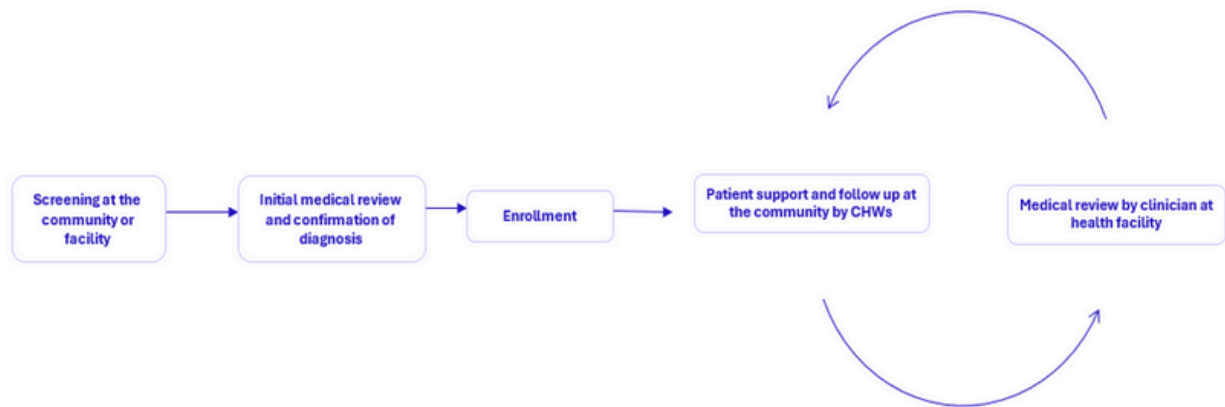 Screening at the
community or
facility
Initial medical review
and confirmation of
diagnosis
Enrollment
Patient support and follow up at
the community by CHWs
Medical review by clinician at
health facility